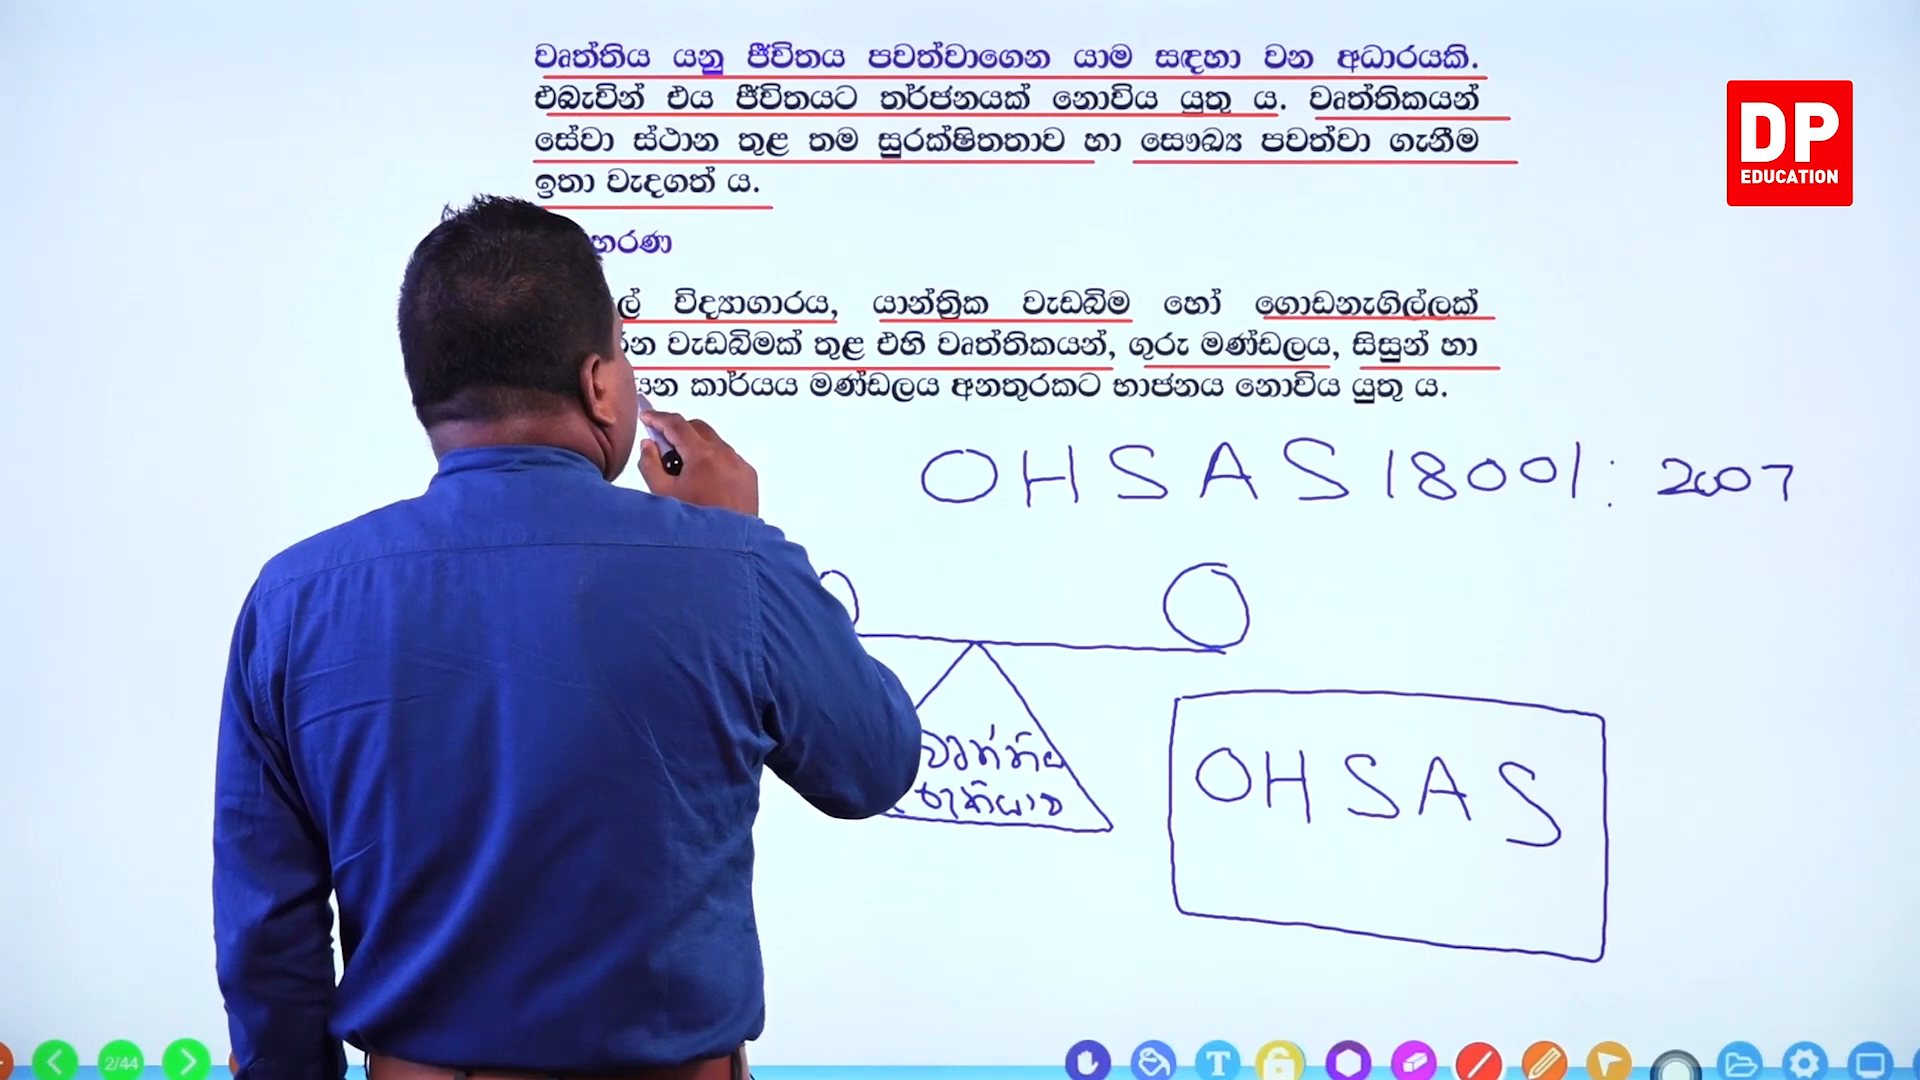 වෘත්තිය යනු ජීවිතය පවත්වාගෙන යාම සඳහා වන අධාරයකි.
එබැවින් එය ජීවිතයට තර්ජනයක් නොවිය යුතු ය. වෘත්තිකයන්
සේවා ස්ථාන තුළ තම සුරක්ෂිතතාව හා සෞඛ්‍ය පවත්වා ගැනීම
ඉතා වැදගත් ය.
DP
EDUCATION
විද්‍යාගාරය, යාන්ත්‍රික වැඩබිම හෝ ගොඩනැගිල්ලක්
වැඩබිමක් තුළ එහි වෘත්තිකයන්, ගුරු මණ්ඩලය, සිසුන් හා
කාර්යය මණ්ඩලය අනතුරකට භාජනය නොවිය යුතු ය.
OHSAS 18001: 2007
OHSAS
2/44